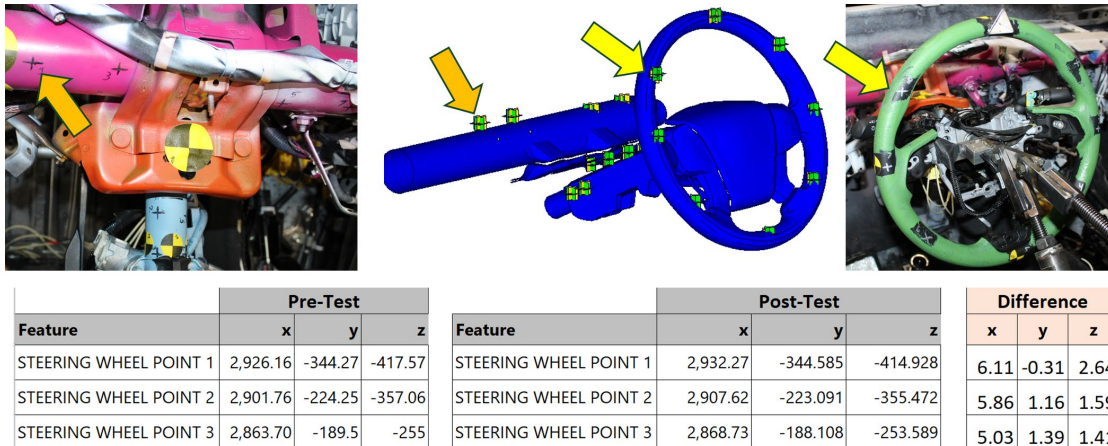 Pre-Test
Feature x y z
STEERING WHEEL POINT 1 2,926.16 -344.27 -417.57
STEERING WHEEL POINT 2 2,901.76 -224.25 -357.06
STEERING WHEEL POINT 3 2,863.70 -189.5 -255
Post-Test
Feature x y z
STEERING WHEEL POINT 1 2,932.27 -344.585 -414.928
STEERING WHEEL POINT 2 2,907.62 -223.091 -355.472
STEERING WHEEL POINT 3 2,868.73 -188.108 -253.589
Difference
x y z
6.11 -0.31 2.64
5.86 1.16 1.59
5.03 1.39